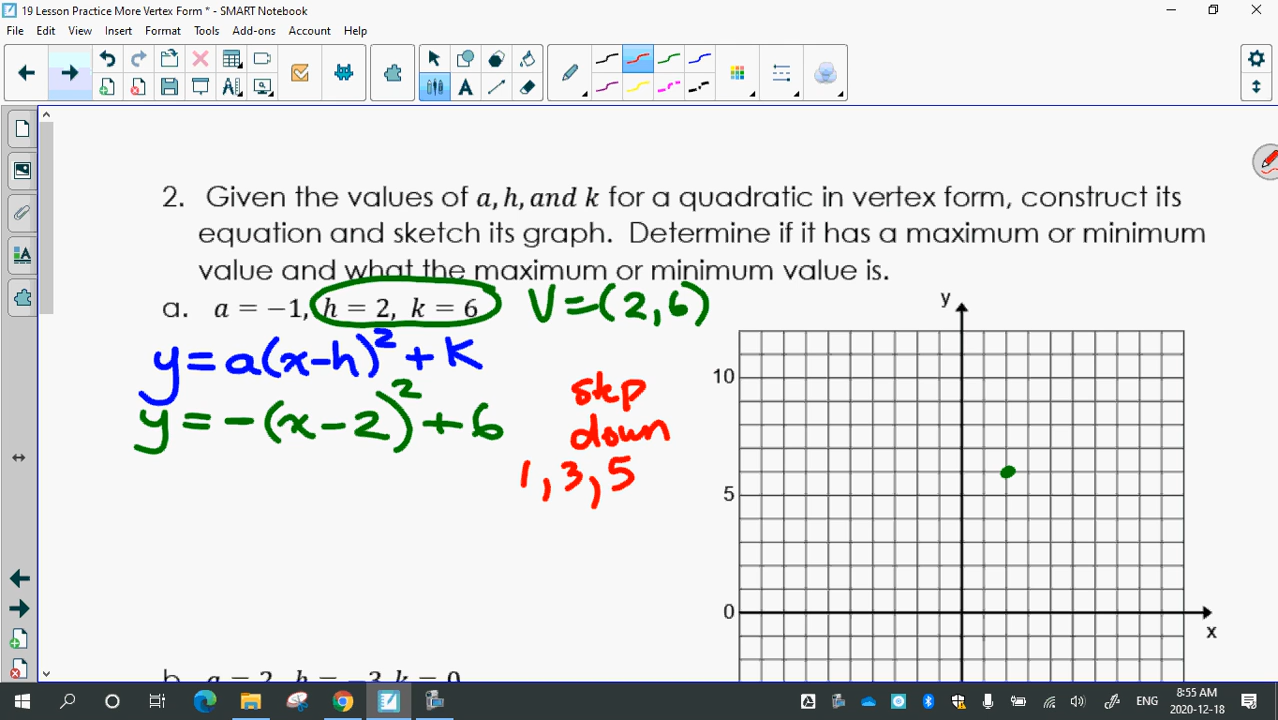 19 Lesson Practice More Vertex Form * - SMART Notebook
File Edit View Insert Format Tools Add-ons Account Help
2. Given the values of a, h, and k for a quadratic in vertex form, construct its
equation and sketch its graph. Determine if it has a maximum or minimum
value and what the maximum or minimum value is.
a. a = −1, h = 2, k = 6 V=(2,6)
y=a(x-h)²+k
y=-(x-2)²+6
step
down
1,3,5
y
10
5
0
x
b. a = 2, h = −3, k = 0
ENG
8:55 AM
2020-12-18